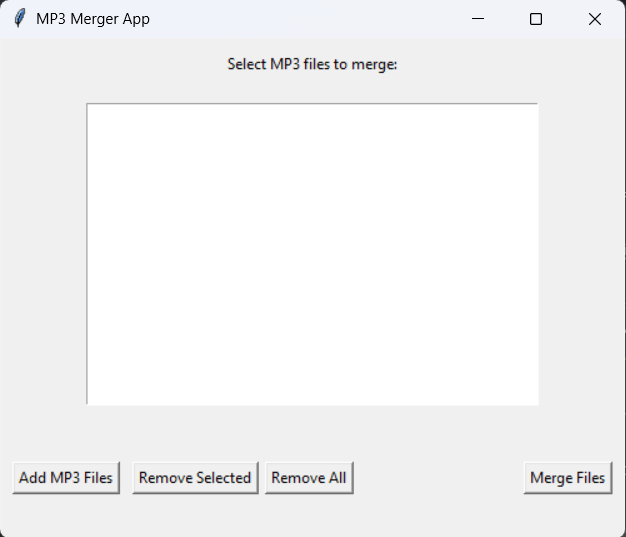 MP3 Merger App
Select MP3 files to merge:
Add MP3 Files Remove Selected Remove All Merge Files